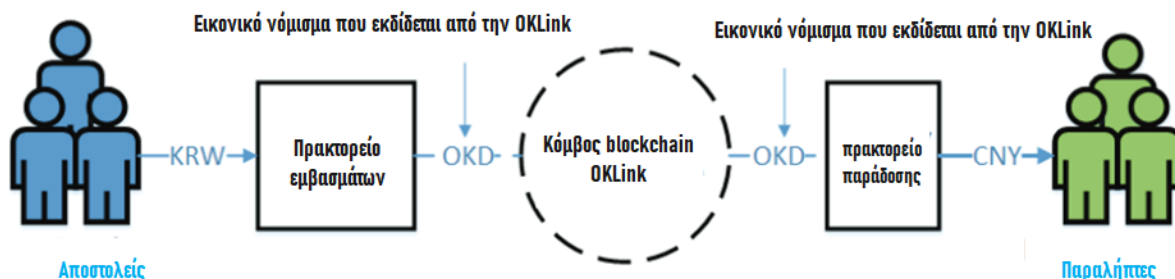 Εικονικό νόμισμα που εκδίδεται από την OKLink
Εικονικό νόμισμα που εκδίδεται από την OKLink
KRW
Πρακτορείο
εμβασμάτων
OKD
Κόμβος blockchain
OKLink
OKD
πρακτορείο
παράδοσης
CNY
Αποστολείς
Παραλήπτες